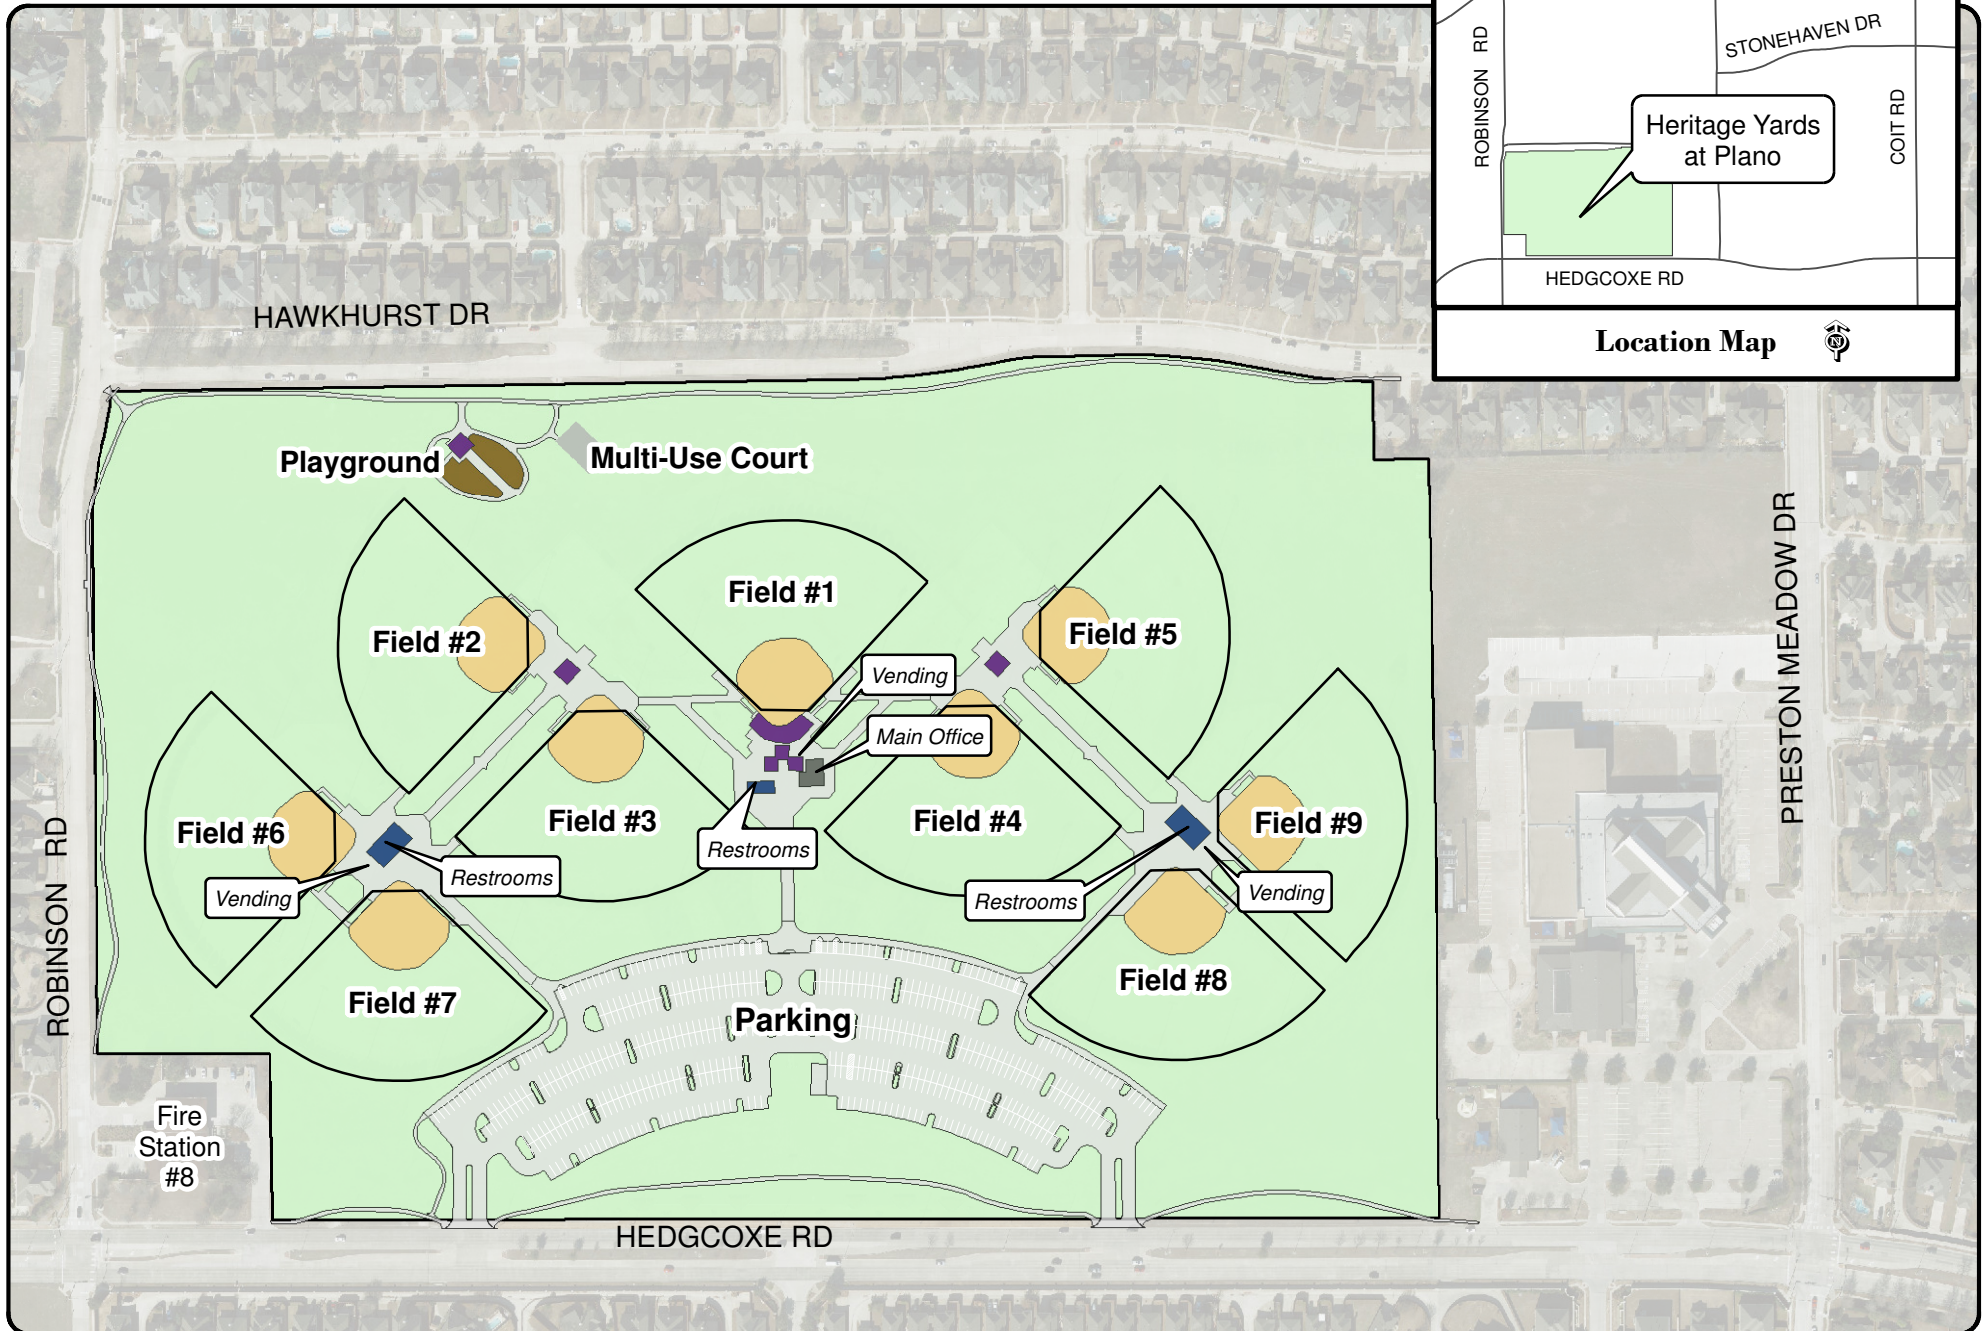 ROBINSON RD
STONEHAVEN DR
COIT RD
Heritage Yards
at Plano
HEDGCOXE RD
Location Map
N
HAWKHURST DR
Playground
Multi-Use Court
Field #1
Field #2
Field #5
Vending
Main Office
Field #3
Field #4
Field #6
Field #9
Restrooms
Restrooms
Vending
Restrooms
Vending
Field #7
Field #8
Parking
PRESTON MEADOW DR
ROBINSON RD
Fire
Station
#8
HEDGCOXE RD